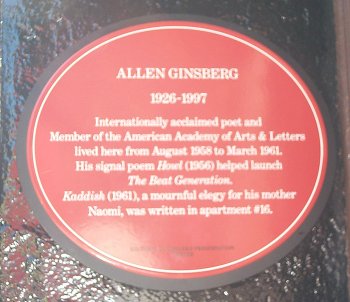 ALLEN GINSBERG
1926-1997
Internationally acclaimed poet and
Member of the American Academy of Arts & Letters
lived here from August 1958 to March 1961.
His signal poem Howl (1956) helped launch
The Beat Generation.
Kaddish (1961), a mournful elegy for his mother
Naomi, was written in apartment #16.